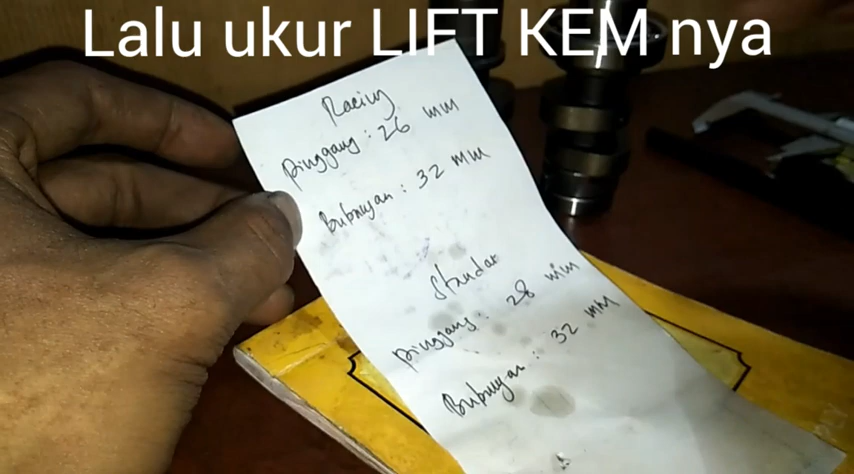 Lalu ukur LIFT KEM nya
Racing
pinggang : 26 mm
Bubungan : 32 mm
Standar
pinggang : 28 mm
Bubungan : 32 mm